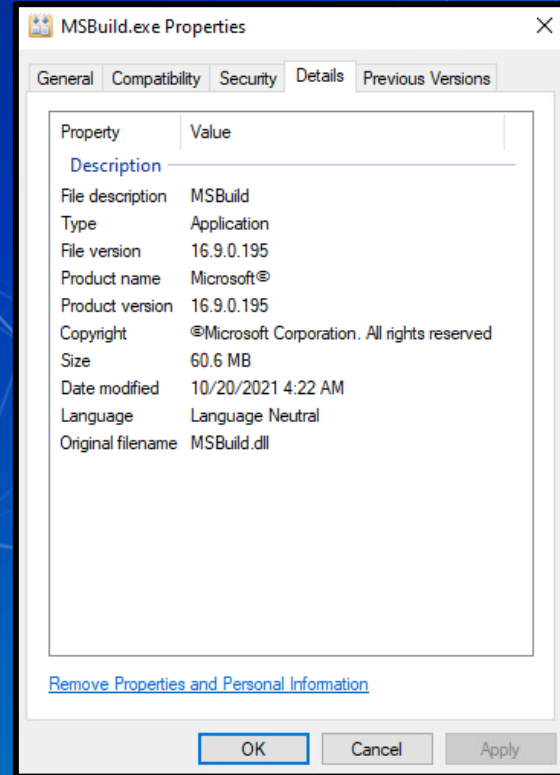 MSBuild.exe Properties
General Compatibility Security Details Previous Versions
Property Value
Description
File description MSBuild
Type Application
File version 16.9.0.195
Product name Microsoft®
Product version 16.9.0.195
Copyright ©Microsoft Corporation. All rights reserved
Size 60.6 MB
Date modified 10/20/2021 4:22 AM
Language Language Neutral
Original filename MSBuild.dll
Remove Properties and Personal Information
OK Cancel Apply